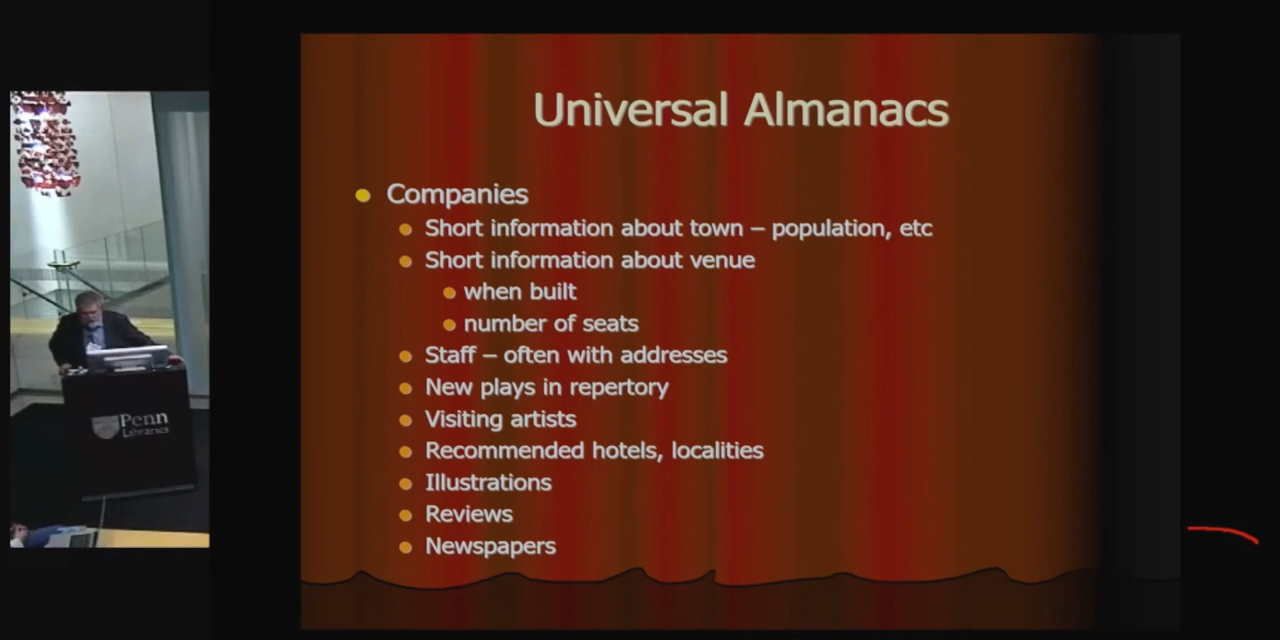 Universal Almanacs
Companies
Short information about town – population, etc
Short information about venue
when built
number of seats
Staff – often with addresses
New plays in repertory
Visiting artists
Recommended hotels, localities
Illustrations
Reviews
Newspapers
Penn
Libraries